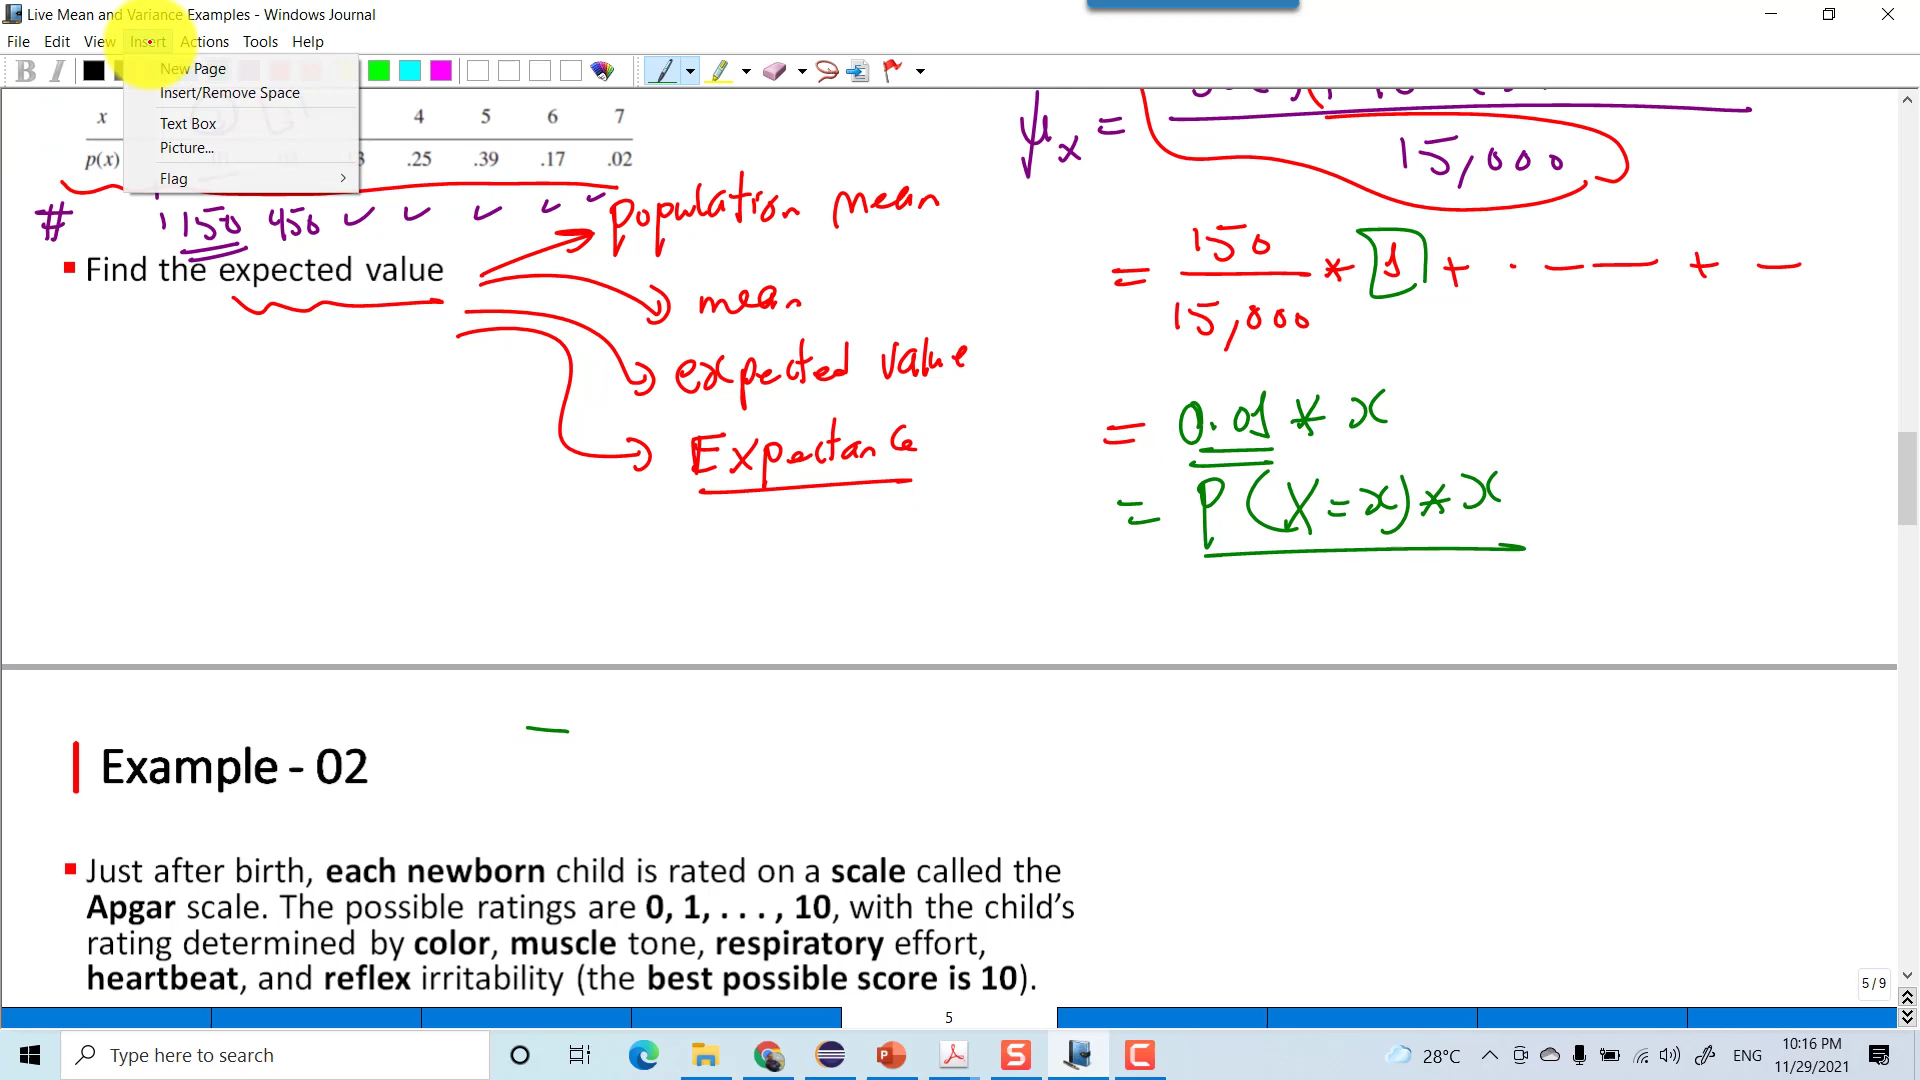 Live Mean and Variance Examples - Windows Journal
File Edit View Insert Actions Tools Help
B I
New Page
Insert/Remove Space
Text Box
Picture...
Flag
x 4 5 6 7
p(x) 3 .25 .39 .17 .02
# 1 150 450
Find the expected value
population mean
mean
expected value
Expectance
μx = 15,000
= 150 / 15,000 * 1 + . — — + —
= 0.01 * x
= P (X = x) * x
Example - 02
Just after birth, each newborn child is rated on a scale called the
Apgar scale. The possible ratings are 0, 1, . . . , 10, with the child's
rating determined by color, muscle tone, respiratory effort,
heartbeat, and reflex irritability (the best possible score is 10).
5 / 9
5
Type here to search
28°C
ENG
10:16 PM
11/29/2021